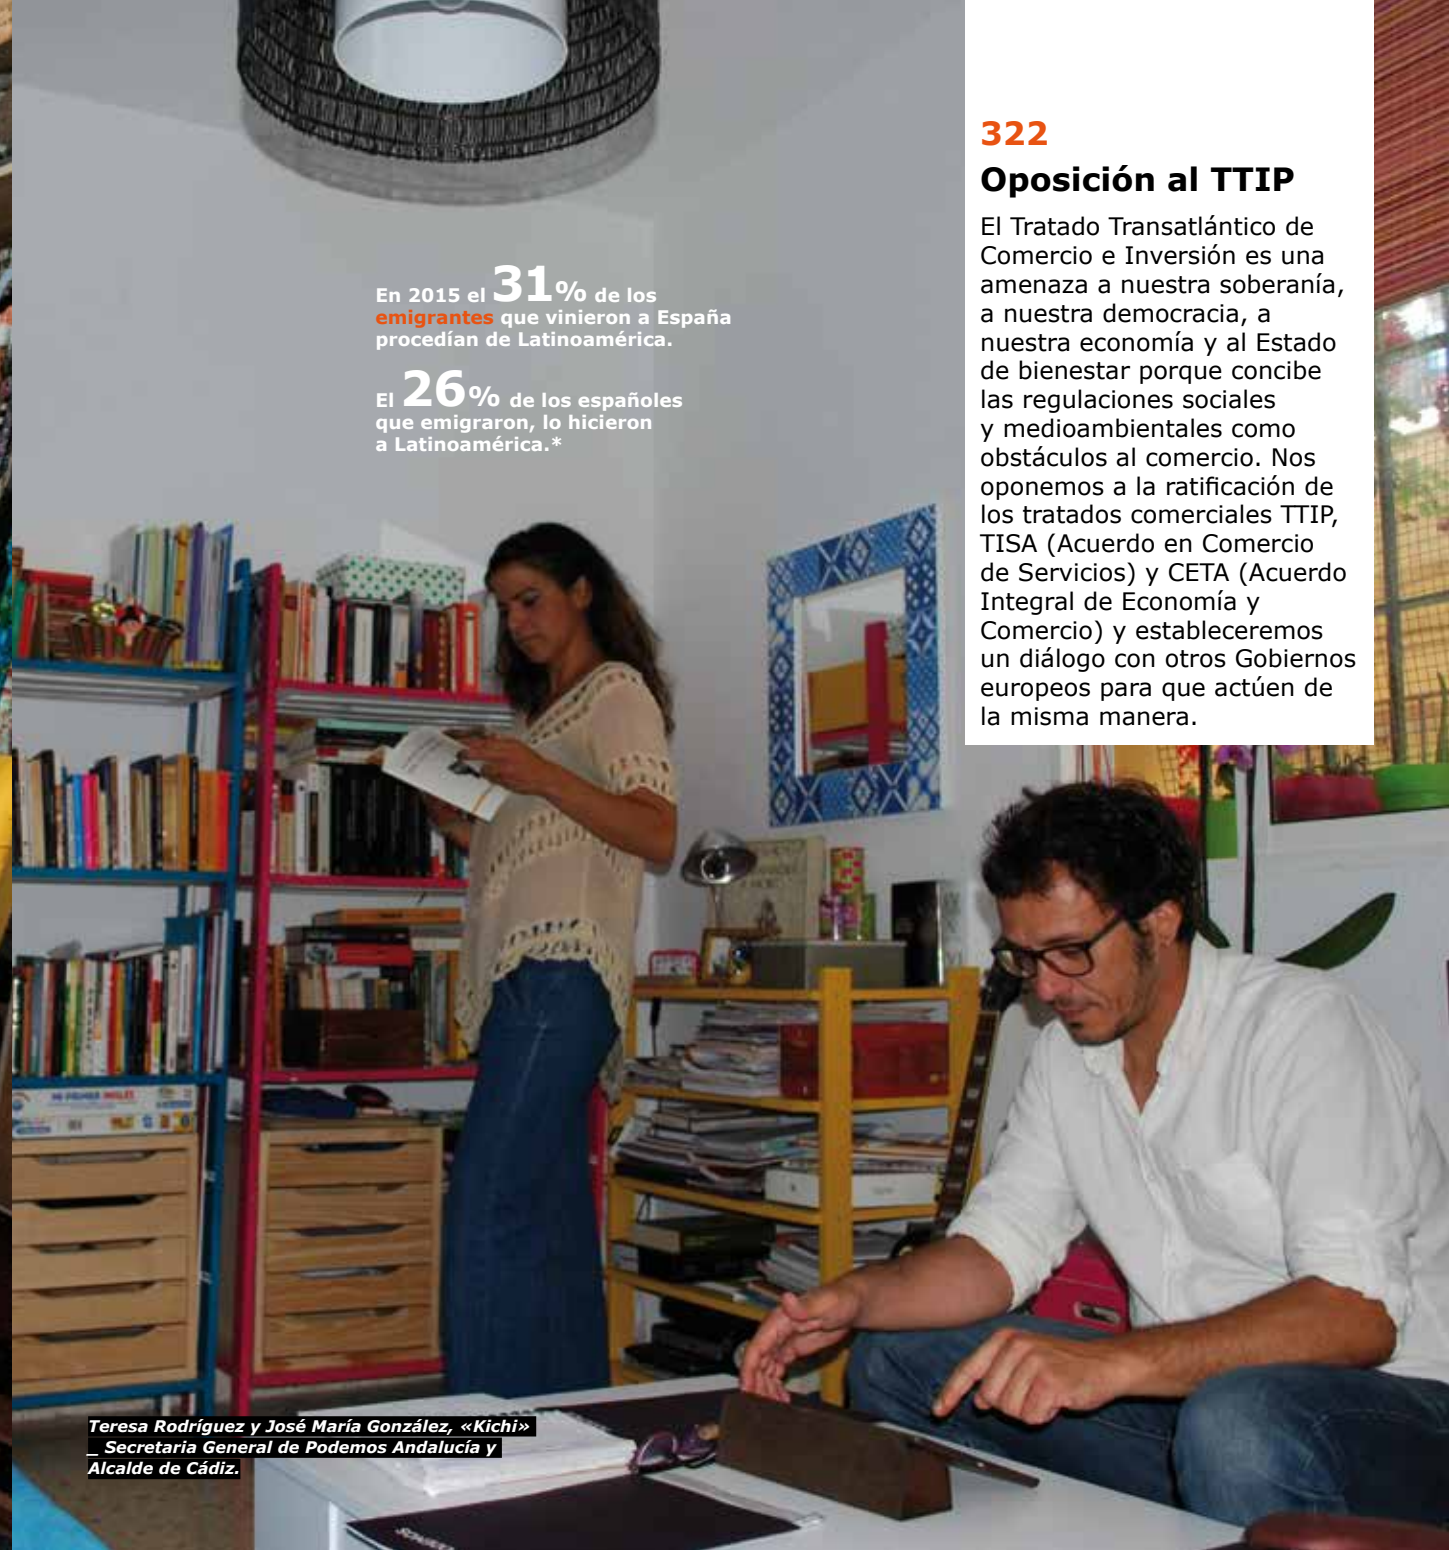 322
Oposición al TTIP
El Tratado Transatlántico de
Comercio e Inversión es una
amenaza a nuestra soberanía,
a nuestra democracia, a
nuestra economía y al Estado
de bienestar porque concibe
las regulaciones sociales
y medioambientales como
obstáculos al comercio. Nos
oponemos a la ratificación de
los tratados comerciales TTIP,
TISA (Acuerdo en Comercio
de Servicios) y CETA (Acuerdo
Integral de Economía y
Comercio) y estableceremos
un diálogo con otros Gobiernos
europeos para que actúen de
la misma manera.
En 2015 el 31% de los
emigrantes que vinieron a España
procedían de Latinoamérica.
El 26% de los españoles
que emigraron, lo hicieron
a Latinoamérica.*
MI PRIMER INGLÉS
Teresa Rodríguez y José María González, «Kichi»
_ Secretaria General de Podemos Andalucía y
Alcalde de Cádiz.